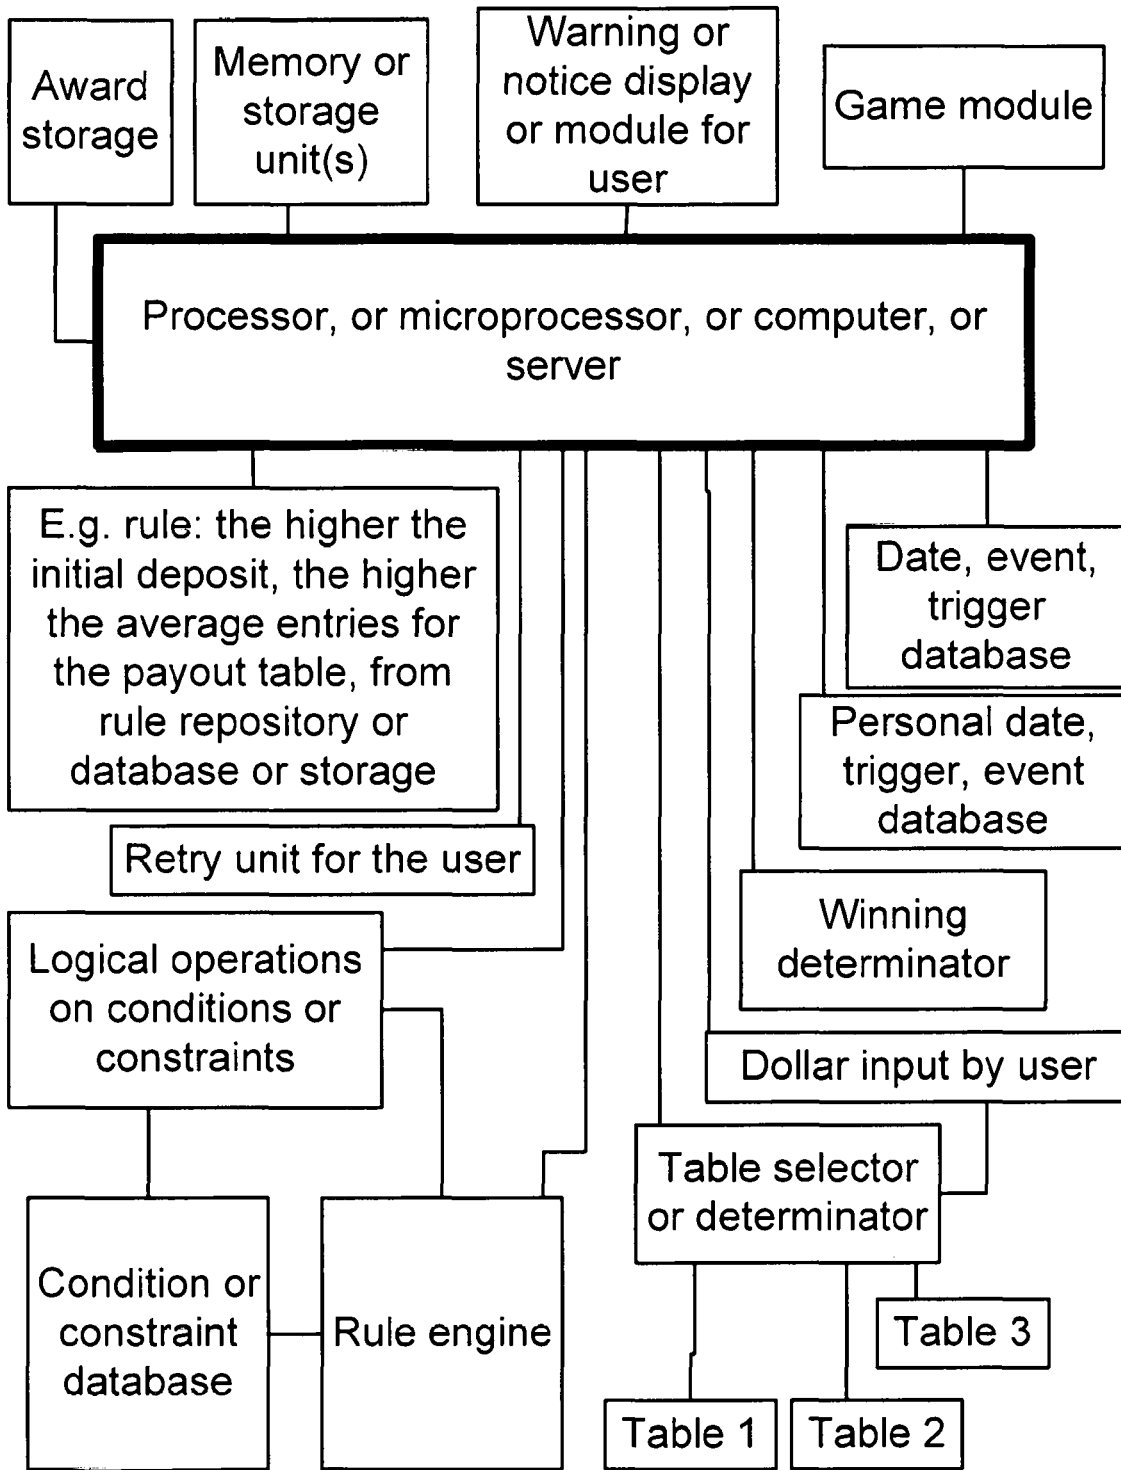 Award
storage
Memory or
storage
unit(s)
Warning or
notice display
or module for
user
Game module
Processor, or microprocessor, or computer, or
server
E.g. rule: the higher the
initial deposit, the higher
the average entries for
the payout table, from
rule repository or
database or storage
Date, event,
trigger
database
Personal date,
trigger, event
database
Retry unit for the user
Winning
determinator
Logical operations
on conditions or
constraints
Dollar input by user
Table selector
or determinator
Condition or
constraint
database
Rule engine
Table 3
Table 1
Table 2